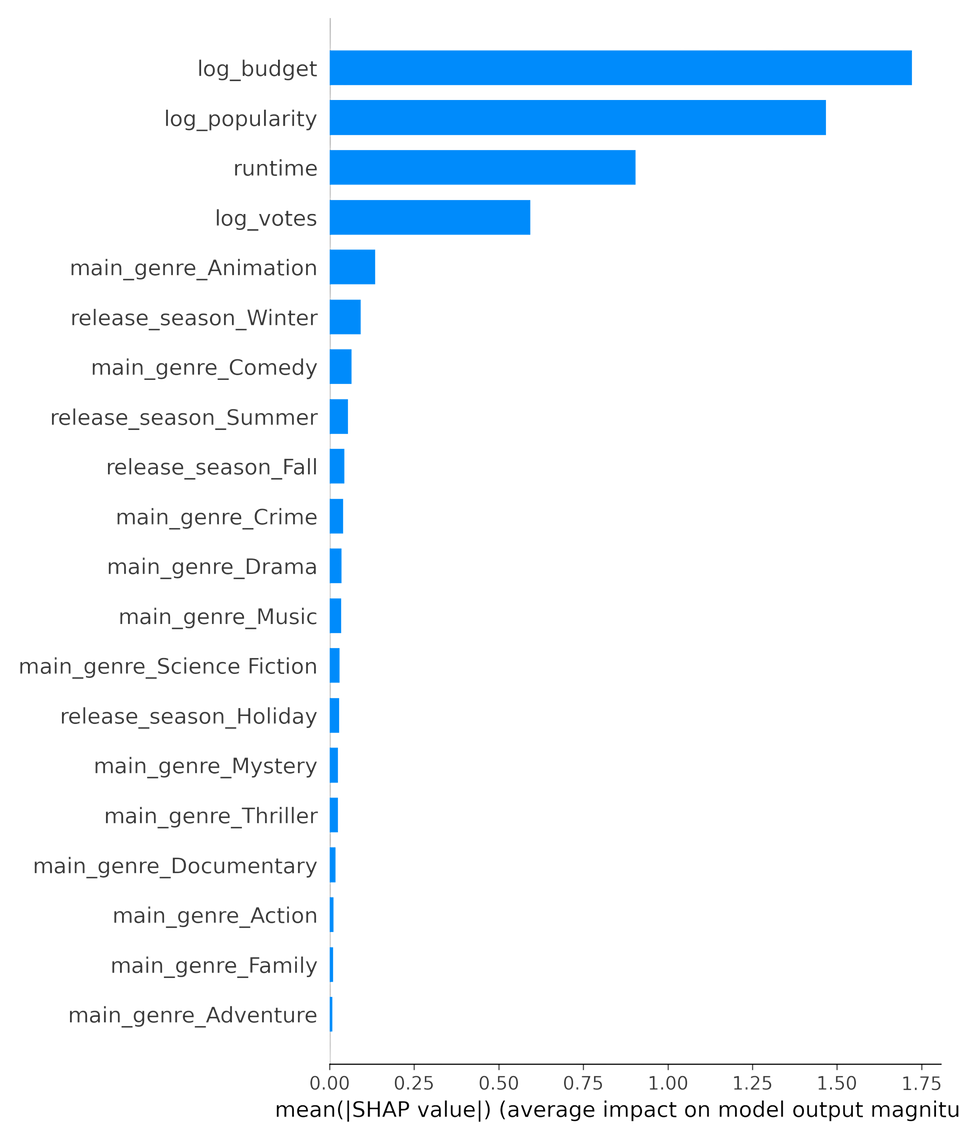 log_budget
log_popularity
runtime
log_votes
main_genre_Animation
release_season_Winter
main_genre_Comedy
release_season_Summer
release_season_Fall
main_genre_Crime
main_genre_Drama
main_genre_Music
main_genre_Science Fiction
release_season_Holiday
main_genre_Mystery
main_genre_Thriller
main_genre_Documentary
main_genre_Action
main_genre_Family
main_genre_Adventure
0.00 0.25 0.50 0.75 1.00 1.25 1.50 1.75
mean(|SHAP value|) (average impact on model output magnitu